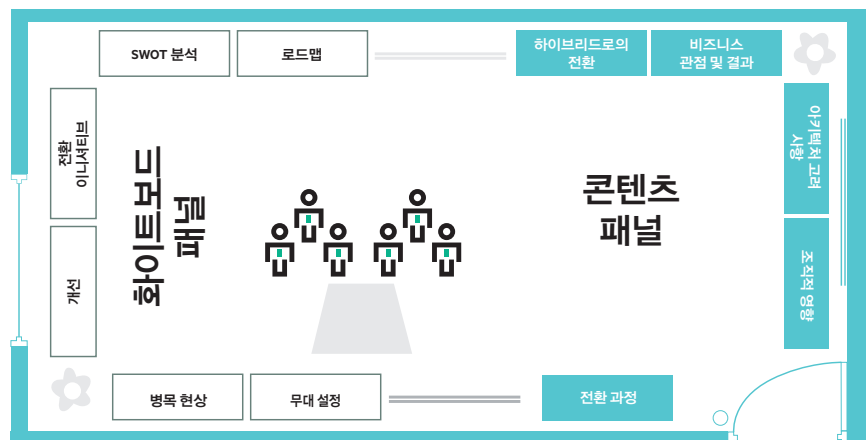 SWOT 분석
로드맵
하이브리드로의
전환
비즈니스
관점 및 결과
전환
이니셔티브
개선
화이트보드
패널
콘텐츠
패널
아키텍처 고려
사항
조직적 영향
병목 현상
무대 설정
전환 과정